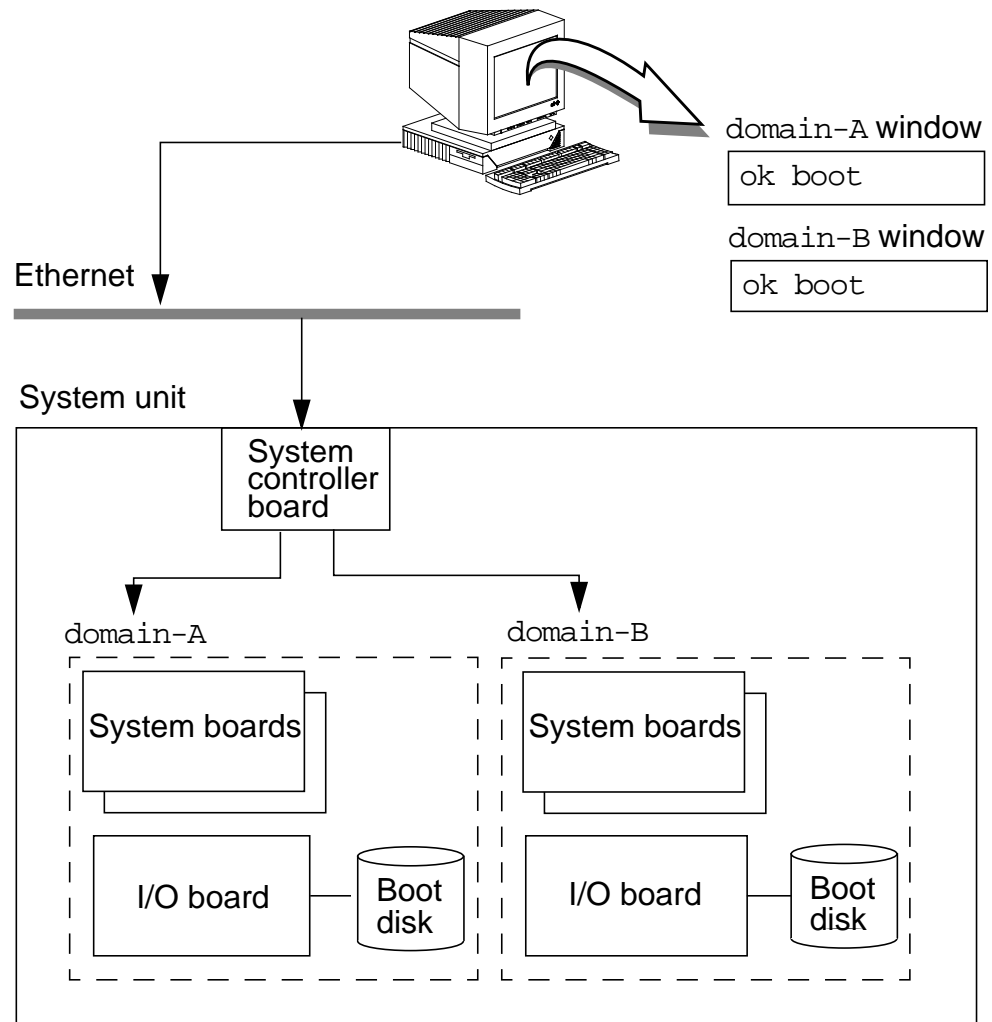 domain-A window
ok boot
domain-B window
ok boot
Ethernet
System unit
System
controller
board
domain-A
domain-B
System boards
System boards
I/O board
Boot
disk
I/O board
Boot
disk